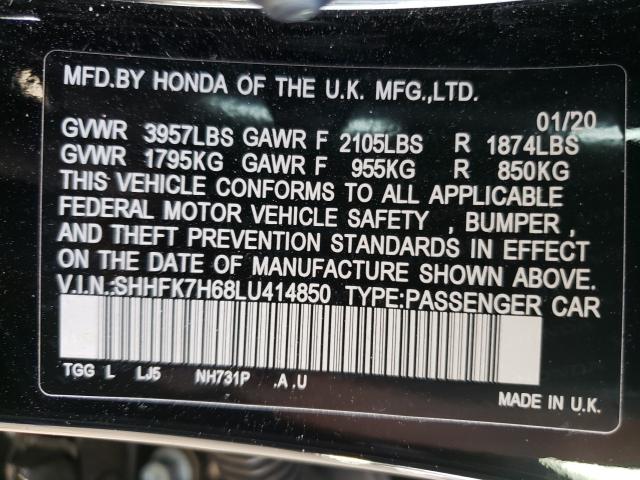 MFD.BY HONDA OF THE U.K. MFG.,LTD.
01/20
GVWR 3957LBS GAWR F 2105LBS R 1874LBS
GVWR 1795KG GAWR F 955KG R 850KG
THIS VEHICLE CONFORMS TO ALL APPLICABLE
FEDERAL MOTOR VEHICLE SAFETY , BUMPER ,
AND THEFT PREVENTION STANDARDS IN EFFECT
ON THE DATE OF MANUFACTURE SHOWN ABOVE.
V.I.N.:SHHFK7H68LU414850 TYPE:PASSENGER CAR
TGG L LJ5 NH731P .A .U
MADE IN U.K.